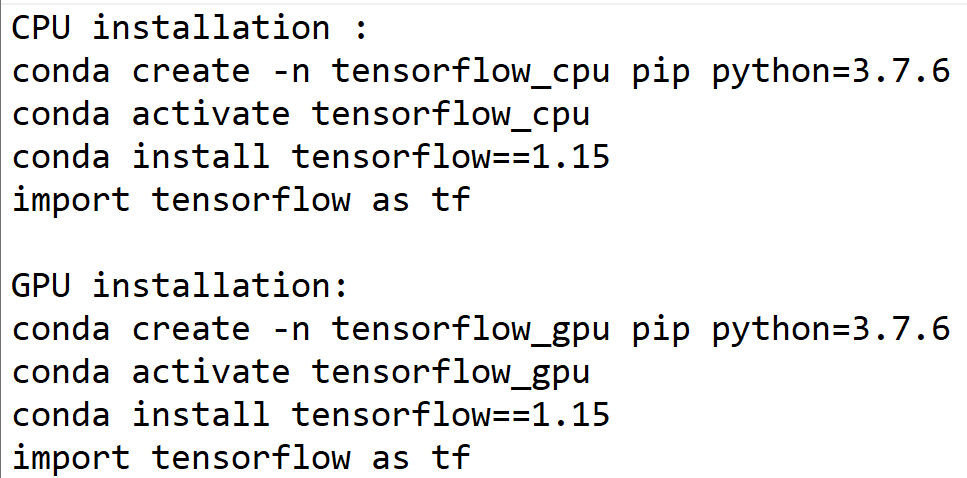 CPU installation :
conda create -n tensorflow_cpu pip python=3.7.6
conda activate tensorflow_cpu
conda install tensorflow==1.15
import tensorflow as tf
GPU installation:
conda create -n tensorflow_gpu pip python=3.7.6
conda activate tensorflow_gpu
conda install tensorflow==1.15
import tensorflow as tf